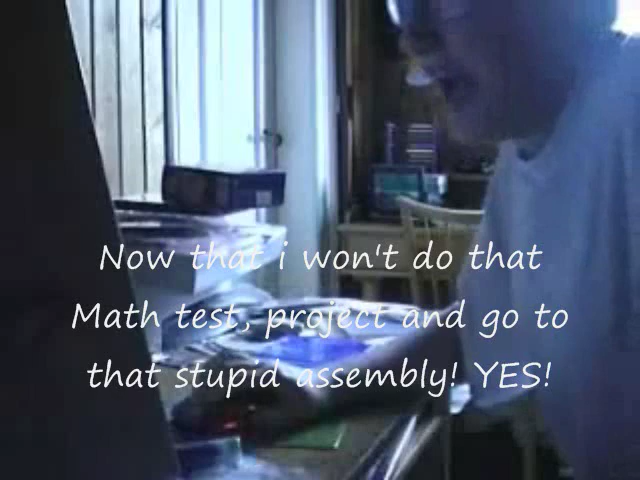 Now that i won't do that
Math test, project and go to
that stupid assembly! YES!